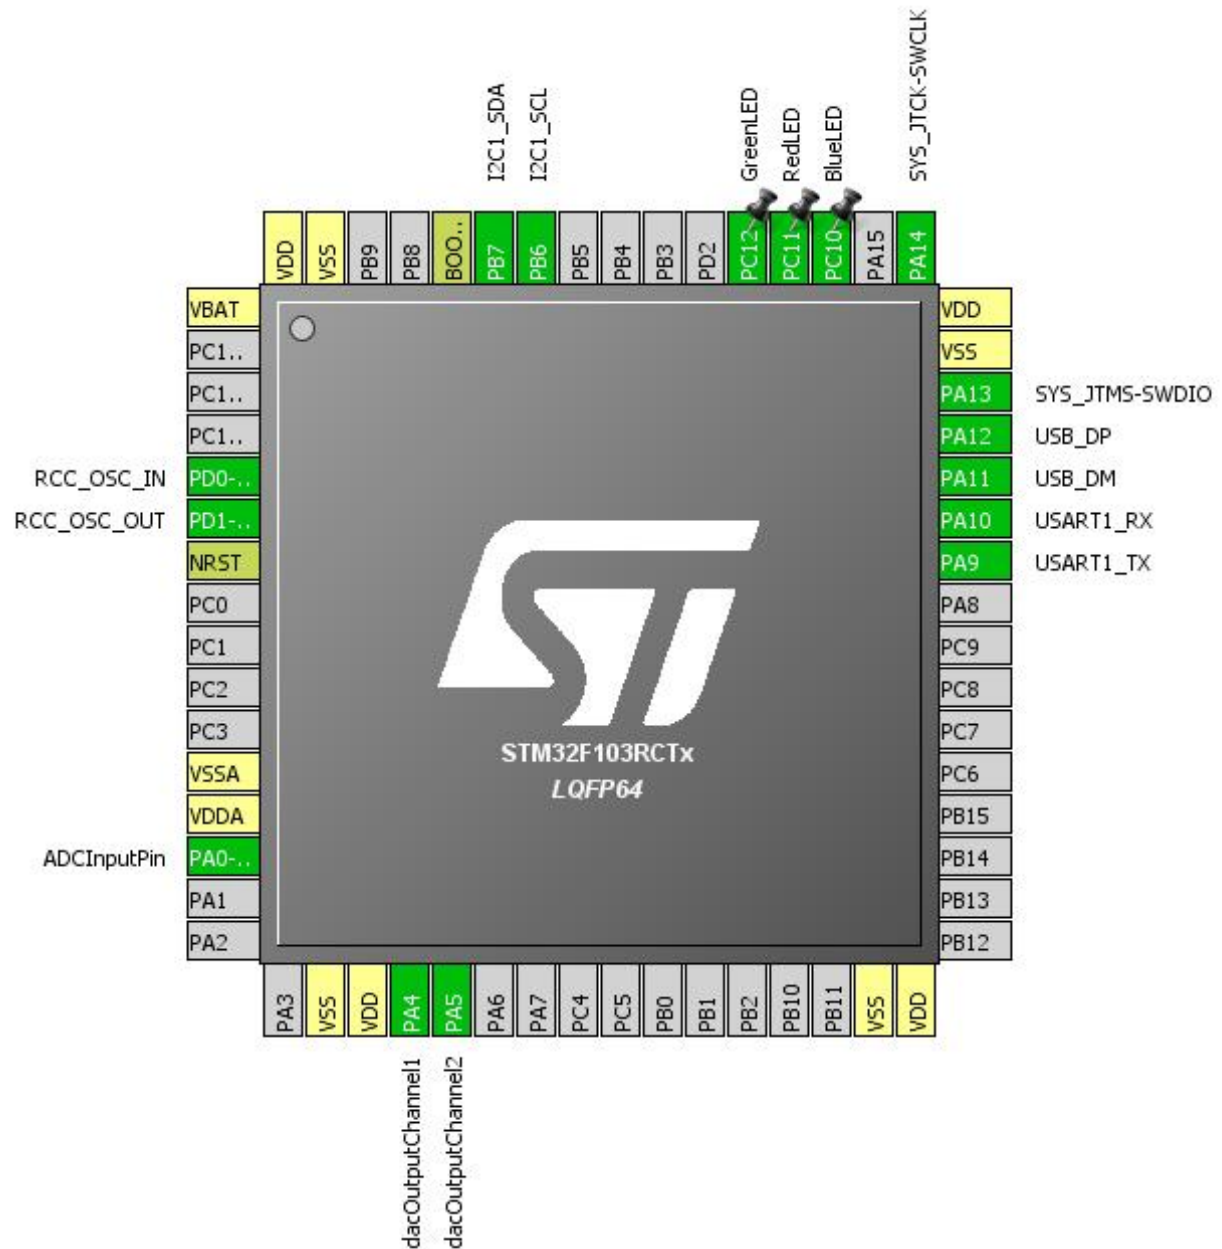 I2C1_SDA
I2C1_SCL
GreenLED
RedLED
BlueLED
SYS_JTCK-SWCLK
VDD
VSS
PB9
PB8
BOO..
PB7
PB6
PB5
PB4
PB3
PD2
PC12
PC11
PC10
PA15
PA14
VBAT
PC1..
PC1..
PC1..
RCC_OSC_IN PD0-..
RCC_OSC_OUT PD1-..
NRST
PC0
PC1
PC2
PC3
VSSA
VDDA
ADCInputPin PA0-..
PA1
PA2
STM32F103RCTx
LQFP64
VDD
VSS
PA13 SYS_JTMS-SWDIO
PA12 USB_DP
PA11 USB_DM
PA10 USART1_RX
PA9 USART1_TX
PA8
PC9
PC8
PC7
PC6
PB15
PB14
PB13
PB12
PA3
VSS
VDD
PA4
PA5
PA6
PA7
PC4
PC5
PB0
PB1
PB2
PB10
PB11
VSS
VDD
dacOutputChannel1
dacOutputChannel2